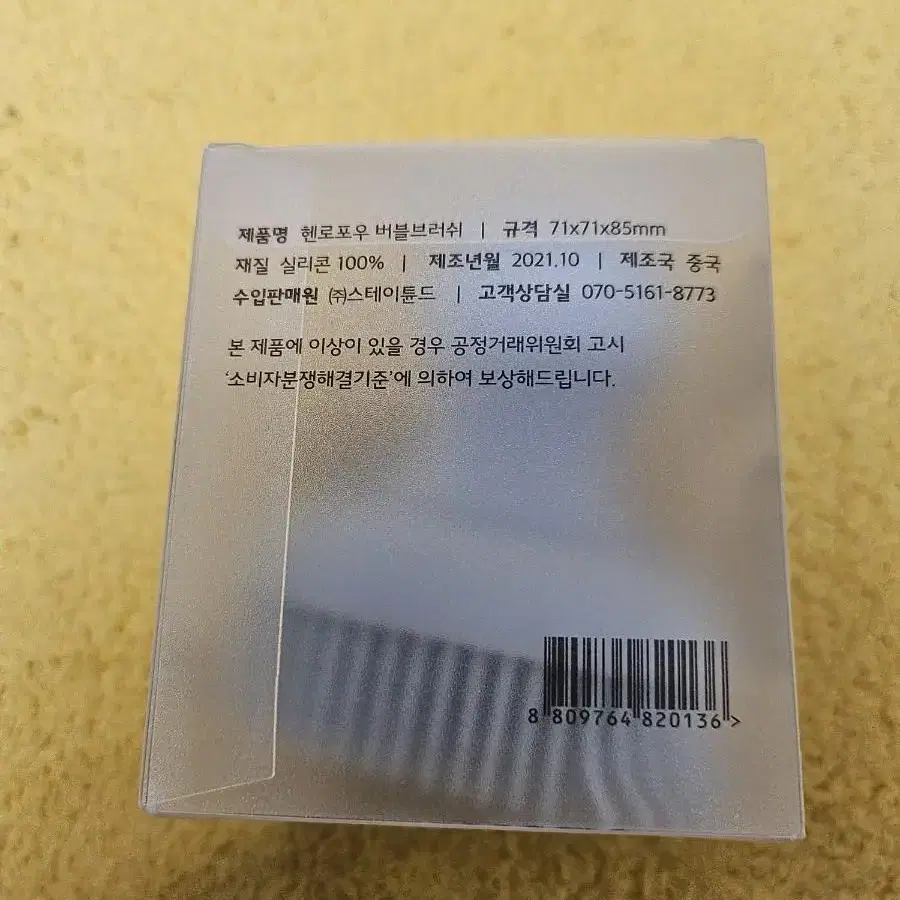 제품명 헨로포우 버블브러쉬 | 규격 71x71x85mm
재질 실리콘 100% | 제조년월 2021.10 | 제조국 중국
수입판매원 ㈜스테이튠드 | 고객상담실 070-5161-8773
본 제품에 이상이 있을 경우 공정거래위원회 고시
'소비자분쟁해결기준'에 의하여 보상해드립니다.
8 809764 820136 >